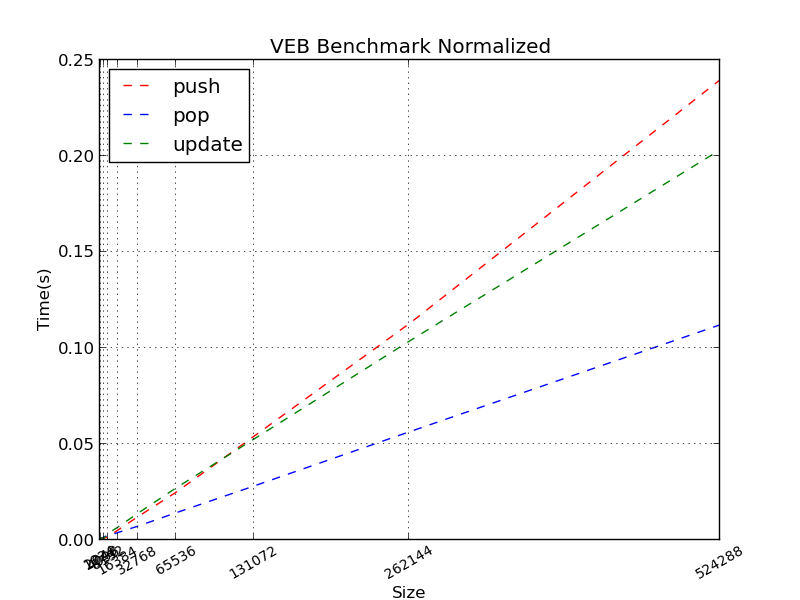 VEB Benchmark Normalized
0.25
push
pop
update
0.20
0.15
Time(s)
0.10
0.05
0.00
16384
32768
65536
131072
262144
524288
Size